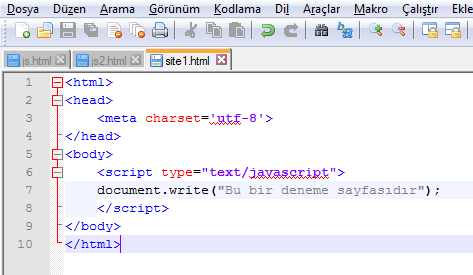 Dosya Düzen Arama Görünüm Kodlama Dil Araçlar Makro Çalıştır Ekle
js.html js2.html site1.html
1 <html>
2 <head>
3 <meta charset='utf-8'>
4 </head>
5 <body>
6 <script type="text/javascript">
7 document.write("Bu bir deneme sayfasıdır");
8 </script>
9 </body>
10 </html>